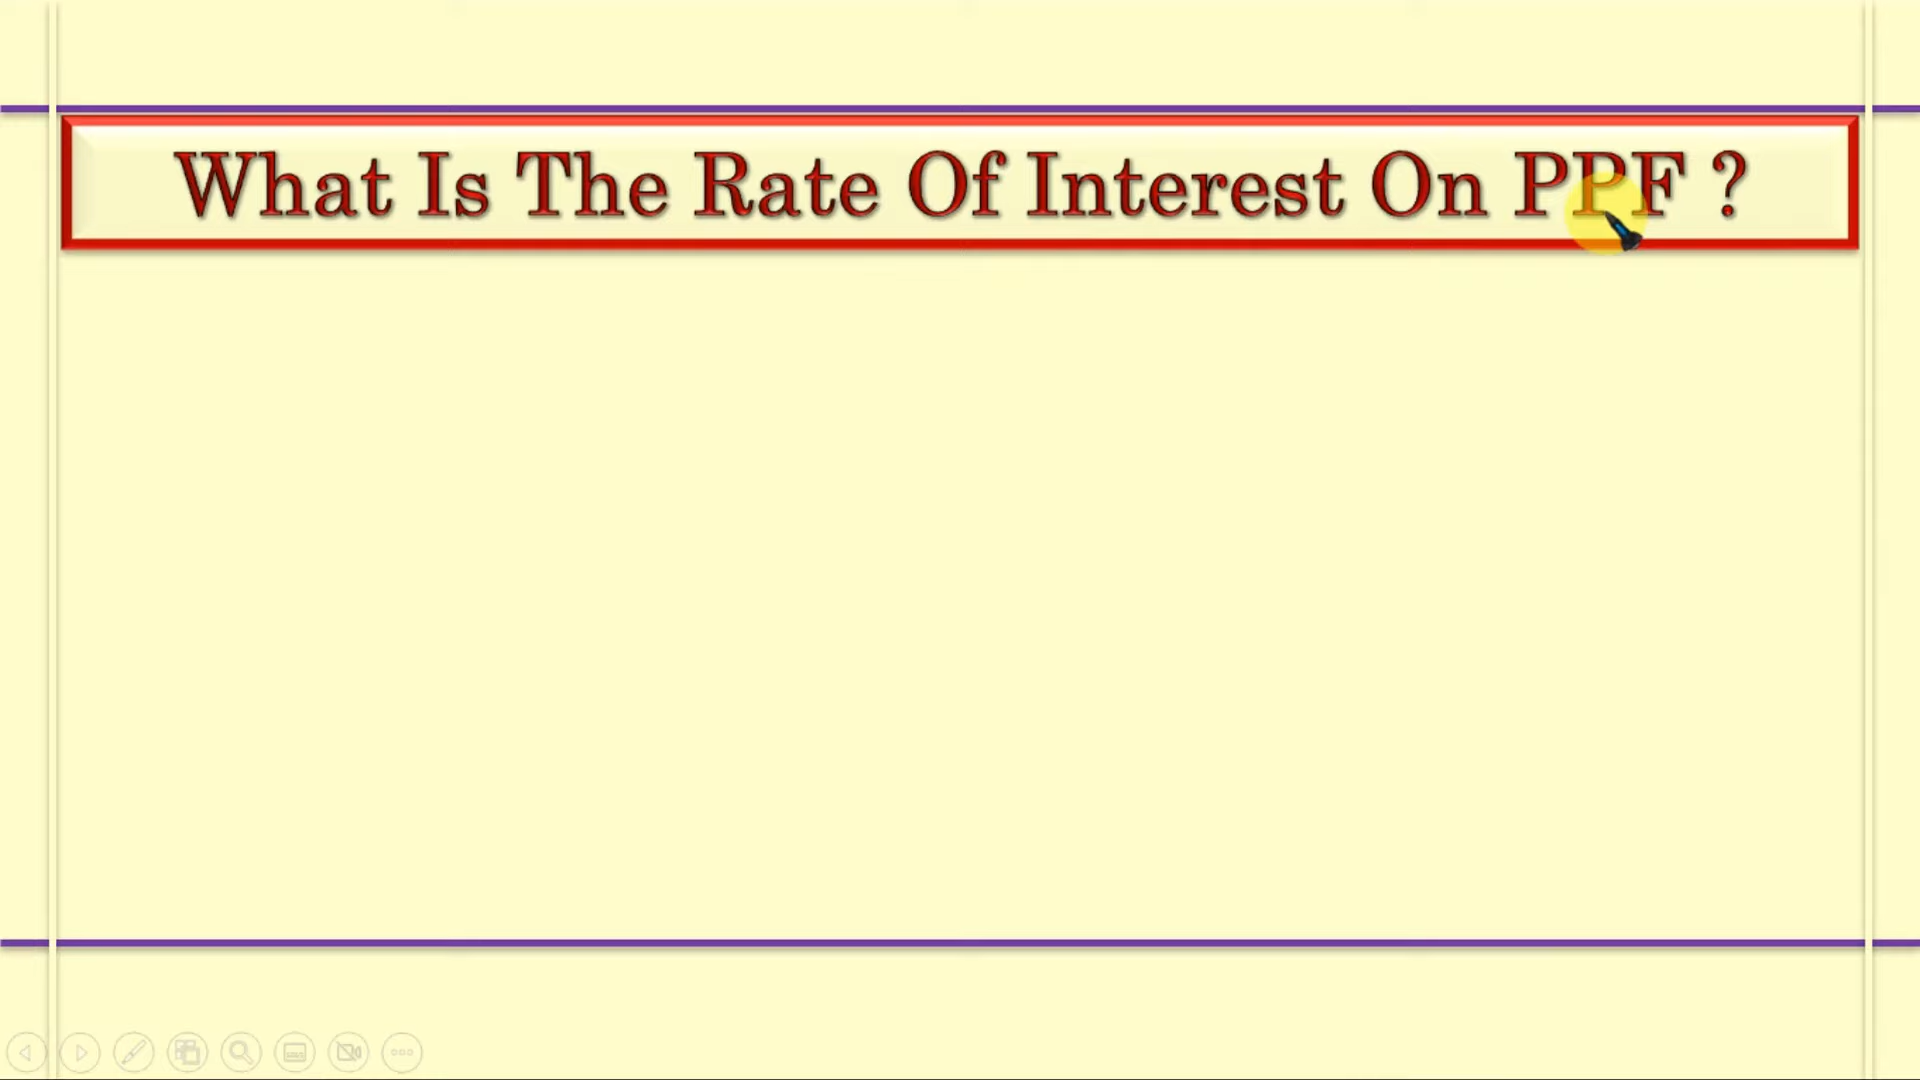 What Is The Rate Of Interest On PPF ?